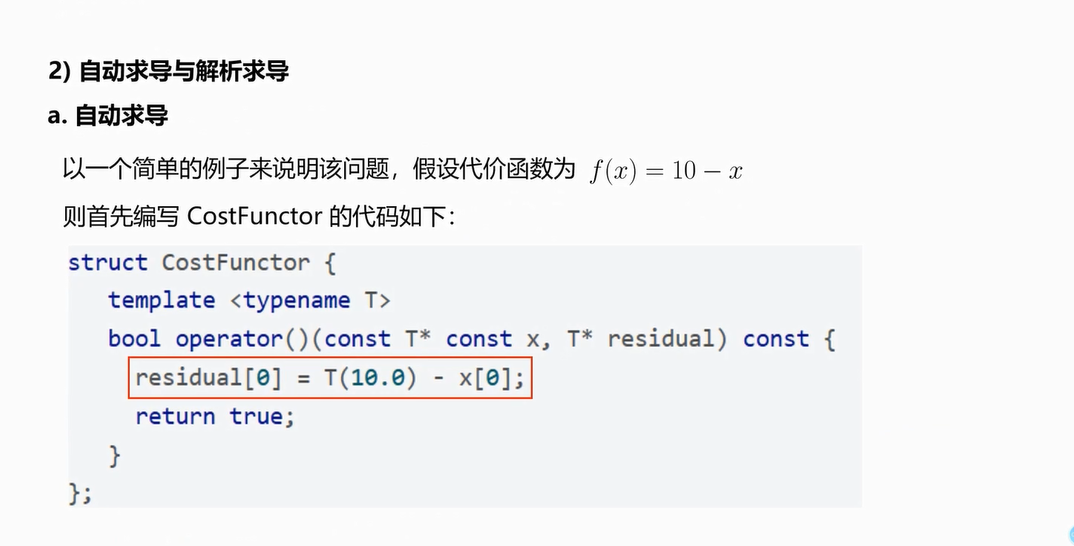 2) 自动求导与解析求导
a. 自动求导
以一个简单的例子来说明该问题，假设代价函数为 f(x) = 10 − x
则首先编写 CostFunctor 的代码如下：
struct CostFunctor {
template <typename T>
bool operator()(const T* const x, T* residual) const {
residual[0] = T(10.0) - x[0];
return true;
}
};